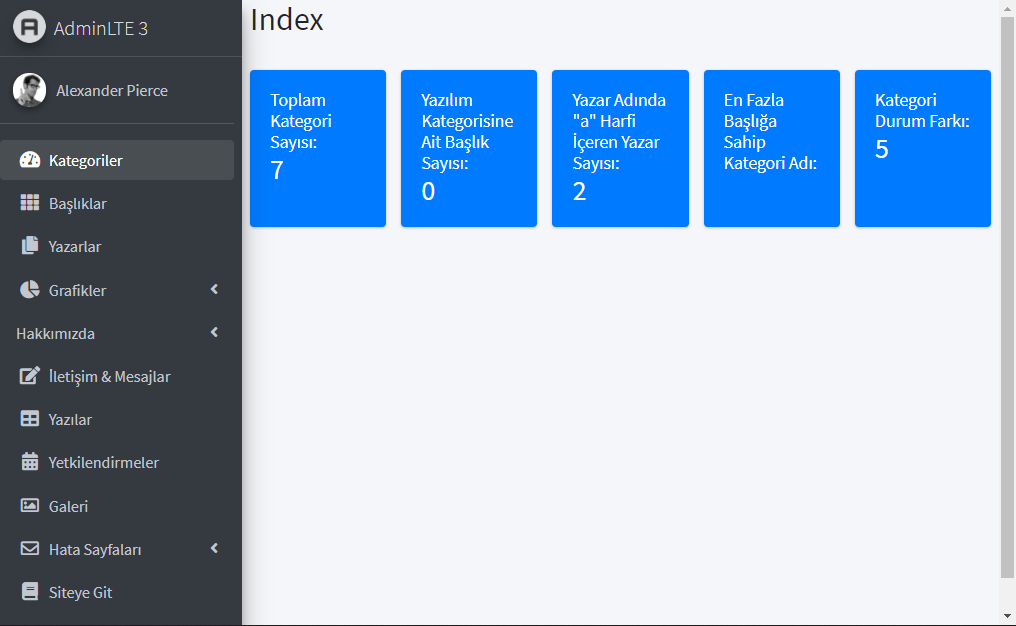 AdminLTE 3
Alexander Pierce
Kategoriler
Başlıklar
Yazarlar
Grafikler
Hakkımızda
İletişim & Mesajlar
Yazılar
Yetkilendirmeler
Galeri
Hata Sayfaları
Siteye Git
Index
Toplam
Kategori
Sayısı:
7
Yazılım
Kategorisine
Ait Başlık
Sayısı:
0
Yazar Adında
"a" Harfi
İçeren Yazar
Sayısı:
2
En Fazla
Başlığa
Sahip
Kategori Adı:
Kategori
Durum Farkı:
5